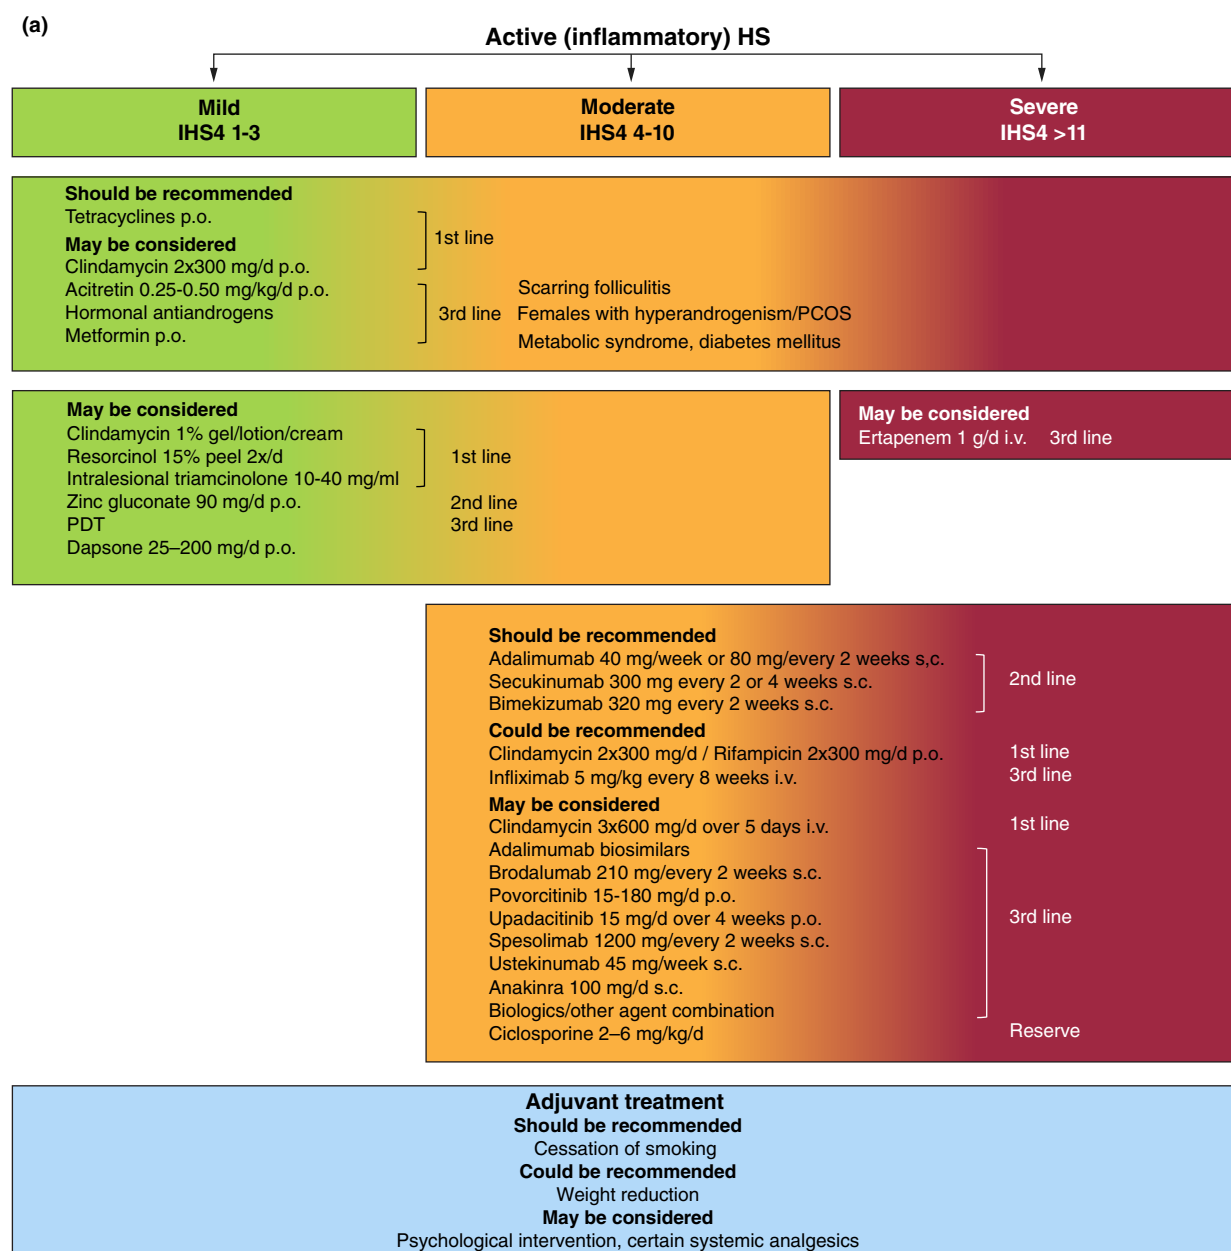 (a)
Active (inflammatory) HS
Mild
IHS4 1-3
Moderate
IHS4 4-10
Severe
IHS4 >11
Should be recommended
Tetracyclines p.o.
May be considered
Clindamycin 2x300 mg/d p.o.
1st line
Acitretin 0.25-0.50 mg/kg/d p.o.
Hormonal antiandrogens
Metformin p.o.
3rd line
Scarring folliculitis
Females with hyperandrogenism/PCOS
Metabolic syndrome, diabetes mellitus
May be considered
Clindamycin 1% gel/lotion/cream
Resorcinol 15% peel 2x/d
Intralesional triamcinolone 10-40 mg/ml
1st line
Zinc gluconate 90 mg/d p.o. 2nd line
PDT 3rd line
Dapsone 25–200 mg/d p.o.
May be considered
Ertapenem 1 g/d i.v. 3rd line
Should be recommended
Adalimumab 40 mg/week or 80 mg/every 2 weeks s,c.
Secukinumab 300 mg every 2 or 4 weeks s.c.
Bimekizumab 320 mg every 2 weeks s.c.
2nd line
Could be recommended
Clindamycin 2x300 mg/d / Rifampicin 2x300 mg/d p.o. 1st line
Infliximab 5 mg/kg every 8 weeks i.v. 3rd line
May be considered
Clindamycin 3x600 mg/d over 5 days i.v. 1st line
Adalimumab biosimilars
Brodalumab 210 mg/every 2 weeks s.c.
Povorcitinib 15-180 mg/d p.o.
Upadacitinib 15 mg/d over 4 weeks p.o.
Spesolimab 1200 mg/every 2 weeks s.c.
Ustekinumab 45 mg/week s.c.
Anakinra 100 mg/d s.c.
Biologics/other agent combination
3rd line
Ciclosporine 2–6 mg/kg/d Reserve
Adjuvant treatment
Should be recommended
Cessation of smoking
Could be recommended
Weight reduction
May be considered
Psychological intervention, certain systemic analgesics